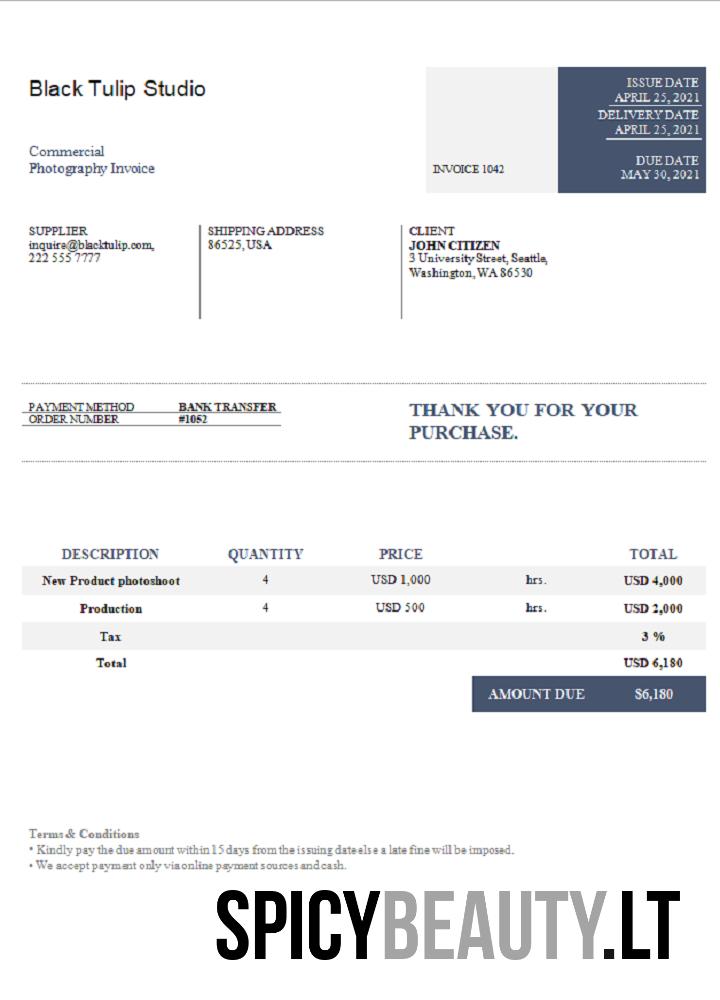 Black Tulip Studio
Commercial
Photography Invoice
INVOICE 1042
ISSUE DATE
APRIL 25, 2021
DELIVERY DATE
APRIL 25, 2021
DUE DATE
MAY 30, 2021
SUPPLIER
inquire@blacktulip.com,
222 555 7777
SHIPPING ADDRESS
86525, USA
CLIENT
JOHN CITIZEN
3 University Street, Seattle,
Washington, WA 86530
PAYMENT METHOD BANK TRANSFER
ORDER NUMBER #1052
THANK YOU FOR YOUR
PURCHASE.
DESCRIPTION QUANTITY PRICE TOTAL
New Product photoshoot 4 USD 1,000 hrs. USD 4,000
Production 4 USD 500 hrs. USD 2,000
Tax 3 %
Total USD 6,180
AMOUNT DUE $6,180
Terms & Conditions
• Kindly pay the due amount within 15 days from the issuing date else a late fine will be imposed.
• We accept payment only via online payment sources and cash.
SPICYBEAUTY.LT